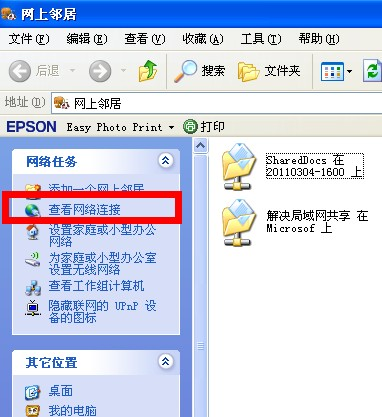 网上邻居
文件(F) 编辑(E) 查看(V) 收藏(A) 工具(T) 帮助(H)
后退 搜索 文件夹
地址(D) 网上邻居
EPSON Easy Photo Print 打印
网络任务
添加一个网上邻居
查看网络连接
设置家庭或小型办公
网络
为家庭或小型办公室
设置无线网络
查看工作组计算机
隐藏联网的 UPnP 设
备的图标
其它位置
桌面
我的电脑
SharedDocs 在
20110304-1600 上
解决局域网共享 在
Microsof 上